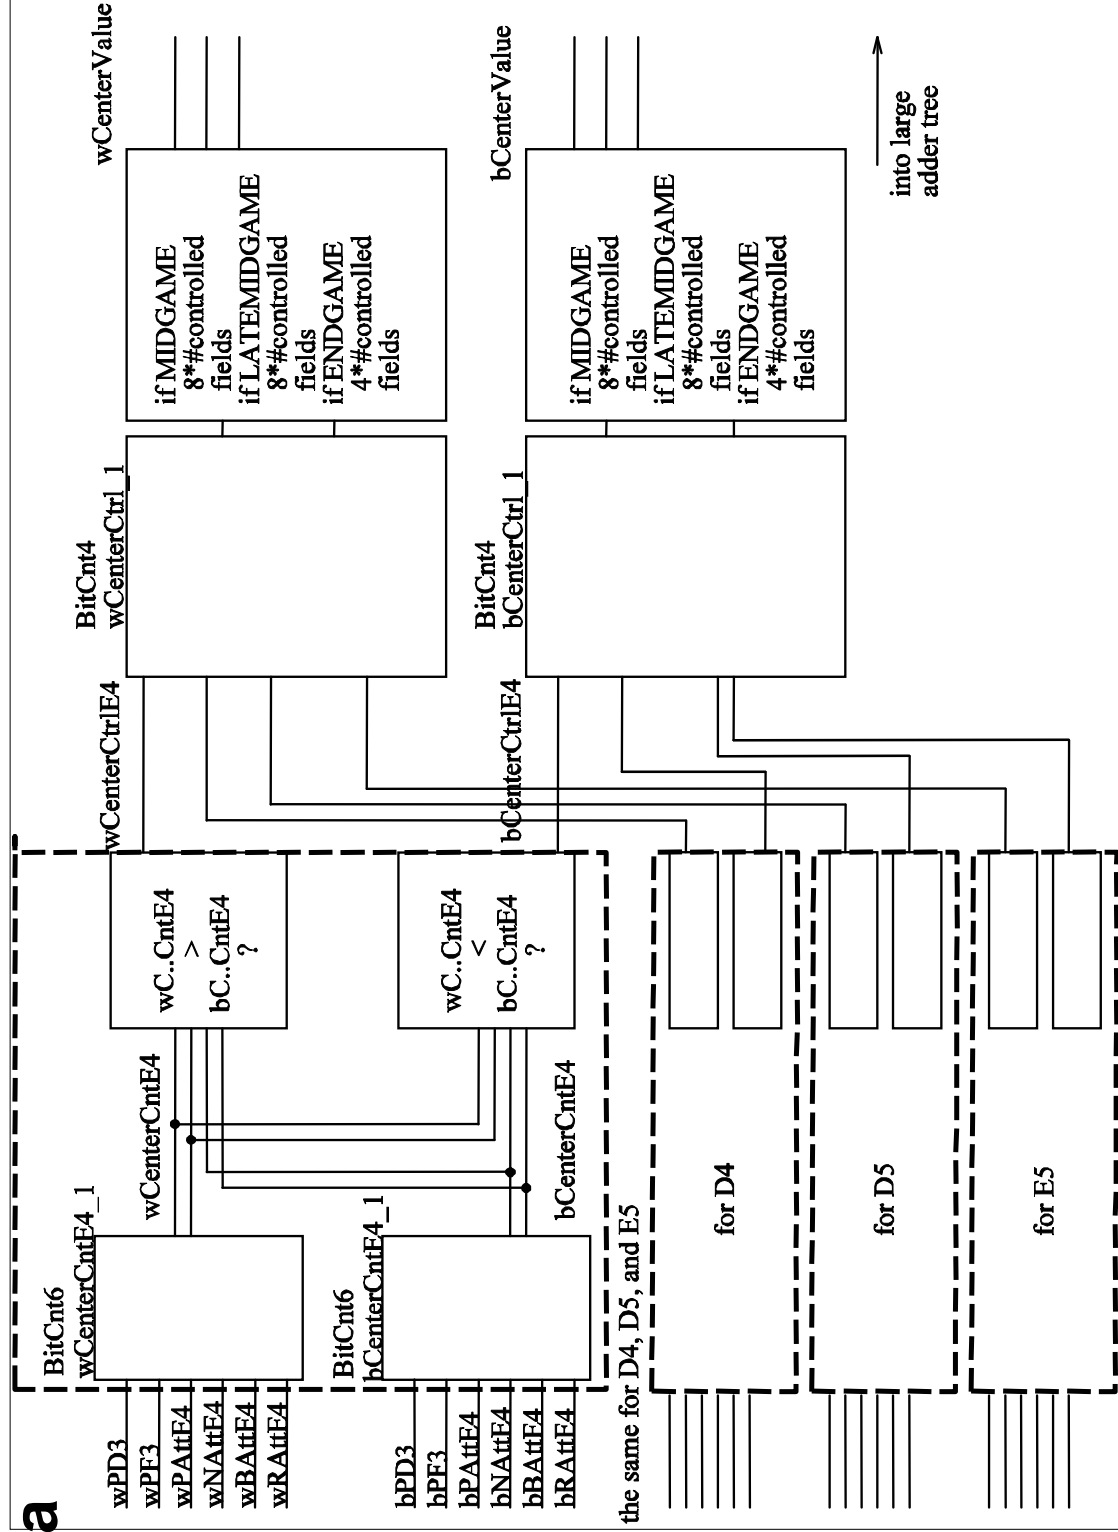 a
BitCnt6
wCenterCntE4_1
wPD3
wPF3
wPAttE4
wNAttE4
wBAttE4
wRAttE4
wCenterCntE4
wC..CntE4
>
bC..CntE4
?
wCenterCtrlE4
BitCnt4
wCenterCtrl_1
if MIDGAME
8*#controlled
fields
if LATEMIDGAME
8*#controlled
fields
if ENDGAME
4*#controlled
fields
wCenterValue
BitCnt6
bCenterCntE4_1
bPD3
bPF3
bPAttE4
bNAttE4
bBAttE4
bRAttE4
bCenterCntE4
wC..CntE4
<
bC..CntE4
?
bCenterCtrlE4
BitCnt4
bCenterCtrl_1
if MIDGAME
8*#controlled
fields
if LATEMIDGAME
8*#controlled
fields
if ENDGAME
4*#controlled
fields
bCenterValue
the same for D4, D5, and E5
for D4
for D5
for E5
into large
adder tree